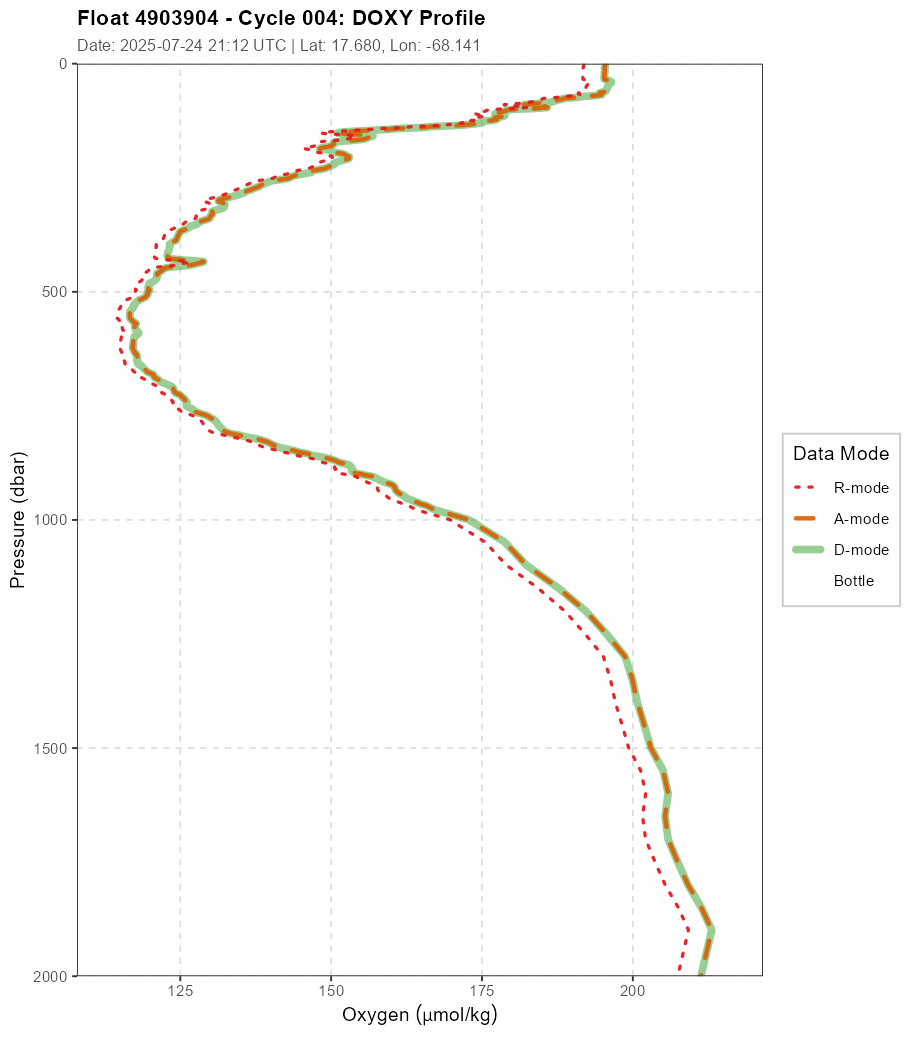 Float 4903904 - Cycle 004: DOXY Profile
Date: 2025-07-24 21:12 UTC | Lat: 17.680, Lon: -68.141
0
500
1000
1500
2000
Pressure (dbar)
125
150
175
200
Oxygen (μmol/kg)
Data Mode
R-mode
A-mode
D-mode
Bottle